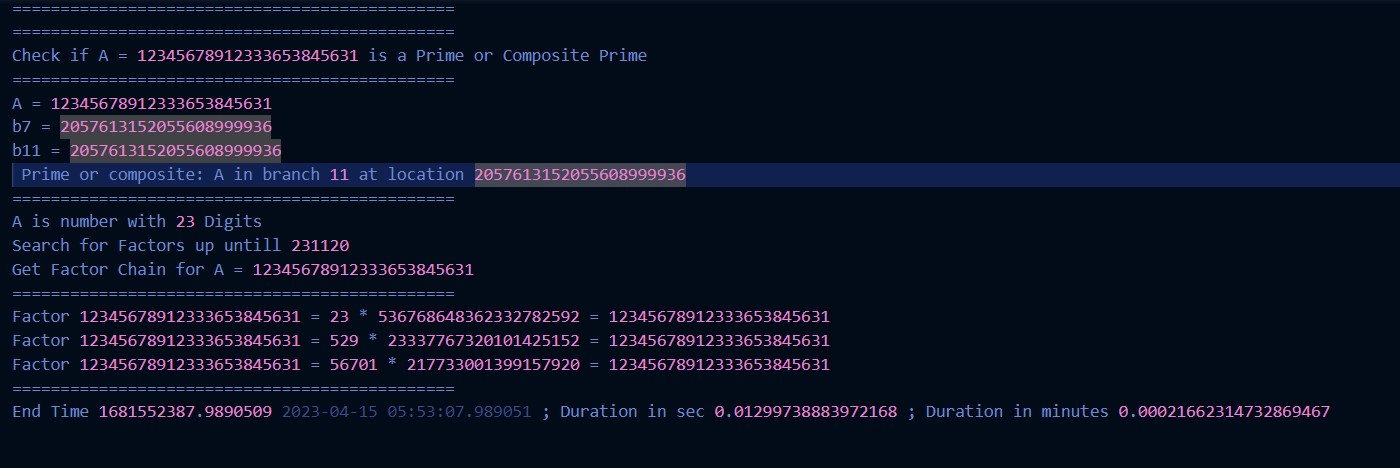 ==============================================
==============================================
Check if A = 12345678912333653845631 is a Prime or Composite Prime
==============================================
A = 12345678912333653845631
b7 = 2057613152055608999936
b11 = 2057613152055608999936
Prime or composite: A in branch 11 at location 2057613152055608999936
==============================================
A is number with 23 Digits
Search for Factors up untill 231120
Get Factor Chain for A = 12345678912333653845631
==============================================
Factor 12345678912333653845631 = 23 * 536768648362332782592 = 12345678912333653845631
Factor 12345678912333653845631 = 529 * 23337767320101425152 = 12345678912333653845631
Factor 12345678912333653845631 = 56701 * 217733001399157920 = 12345678912333653845631
==============================================
End Time 1681552387.9890509 2023-04-15 05:53:07.989051 ; Duration in sec 0.01299738883972168 ; Duration in minutes 0.00021662314732869467